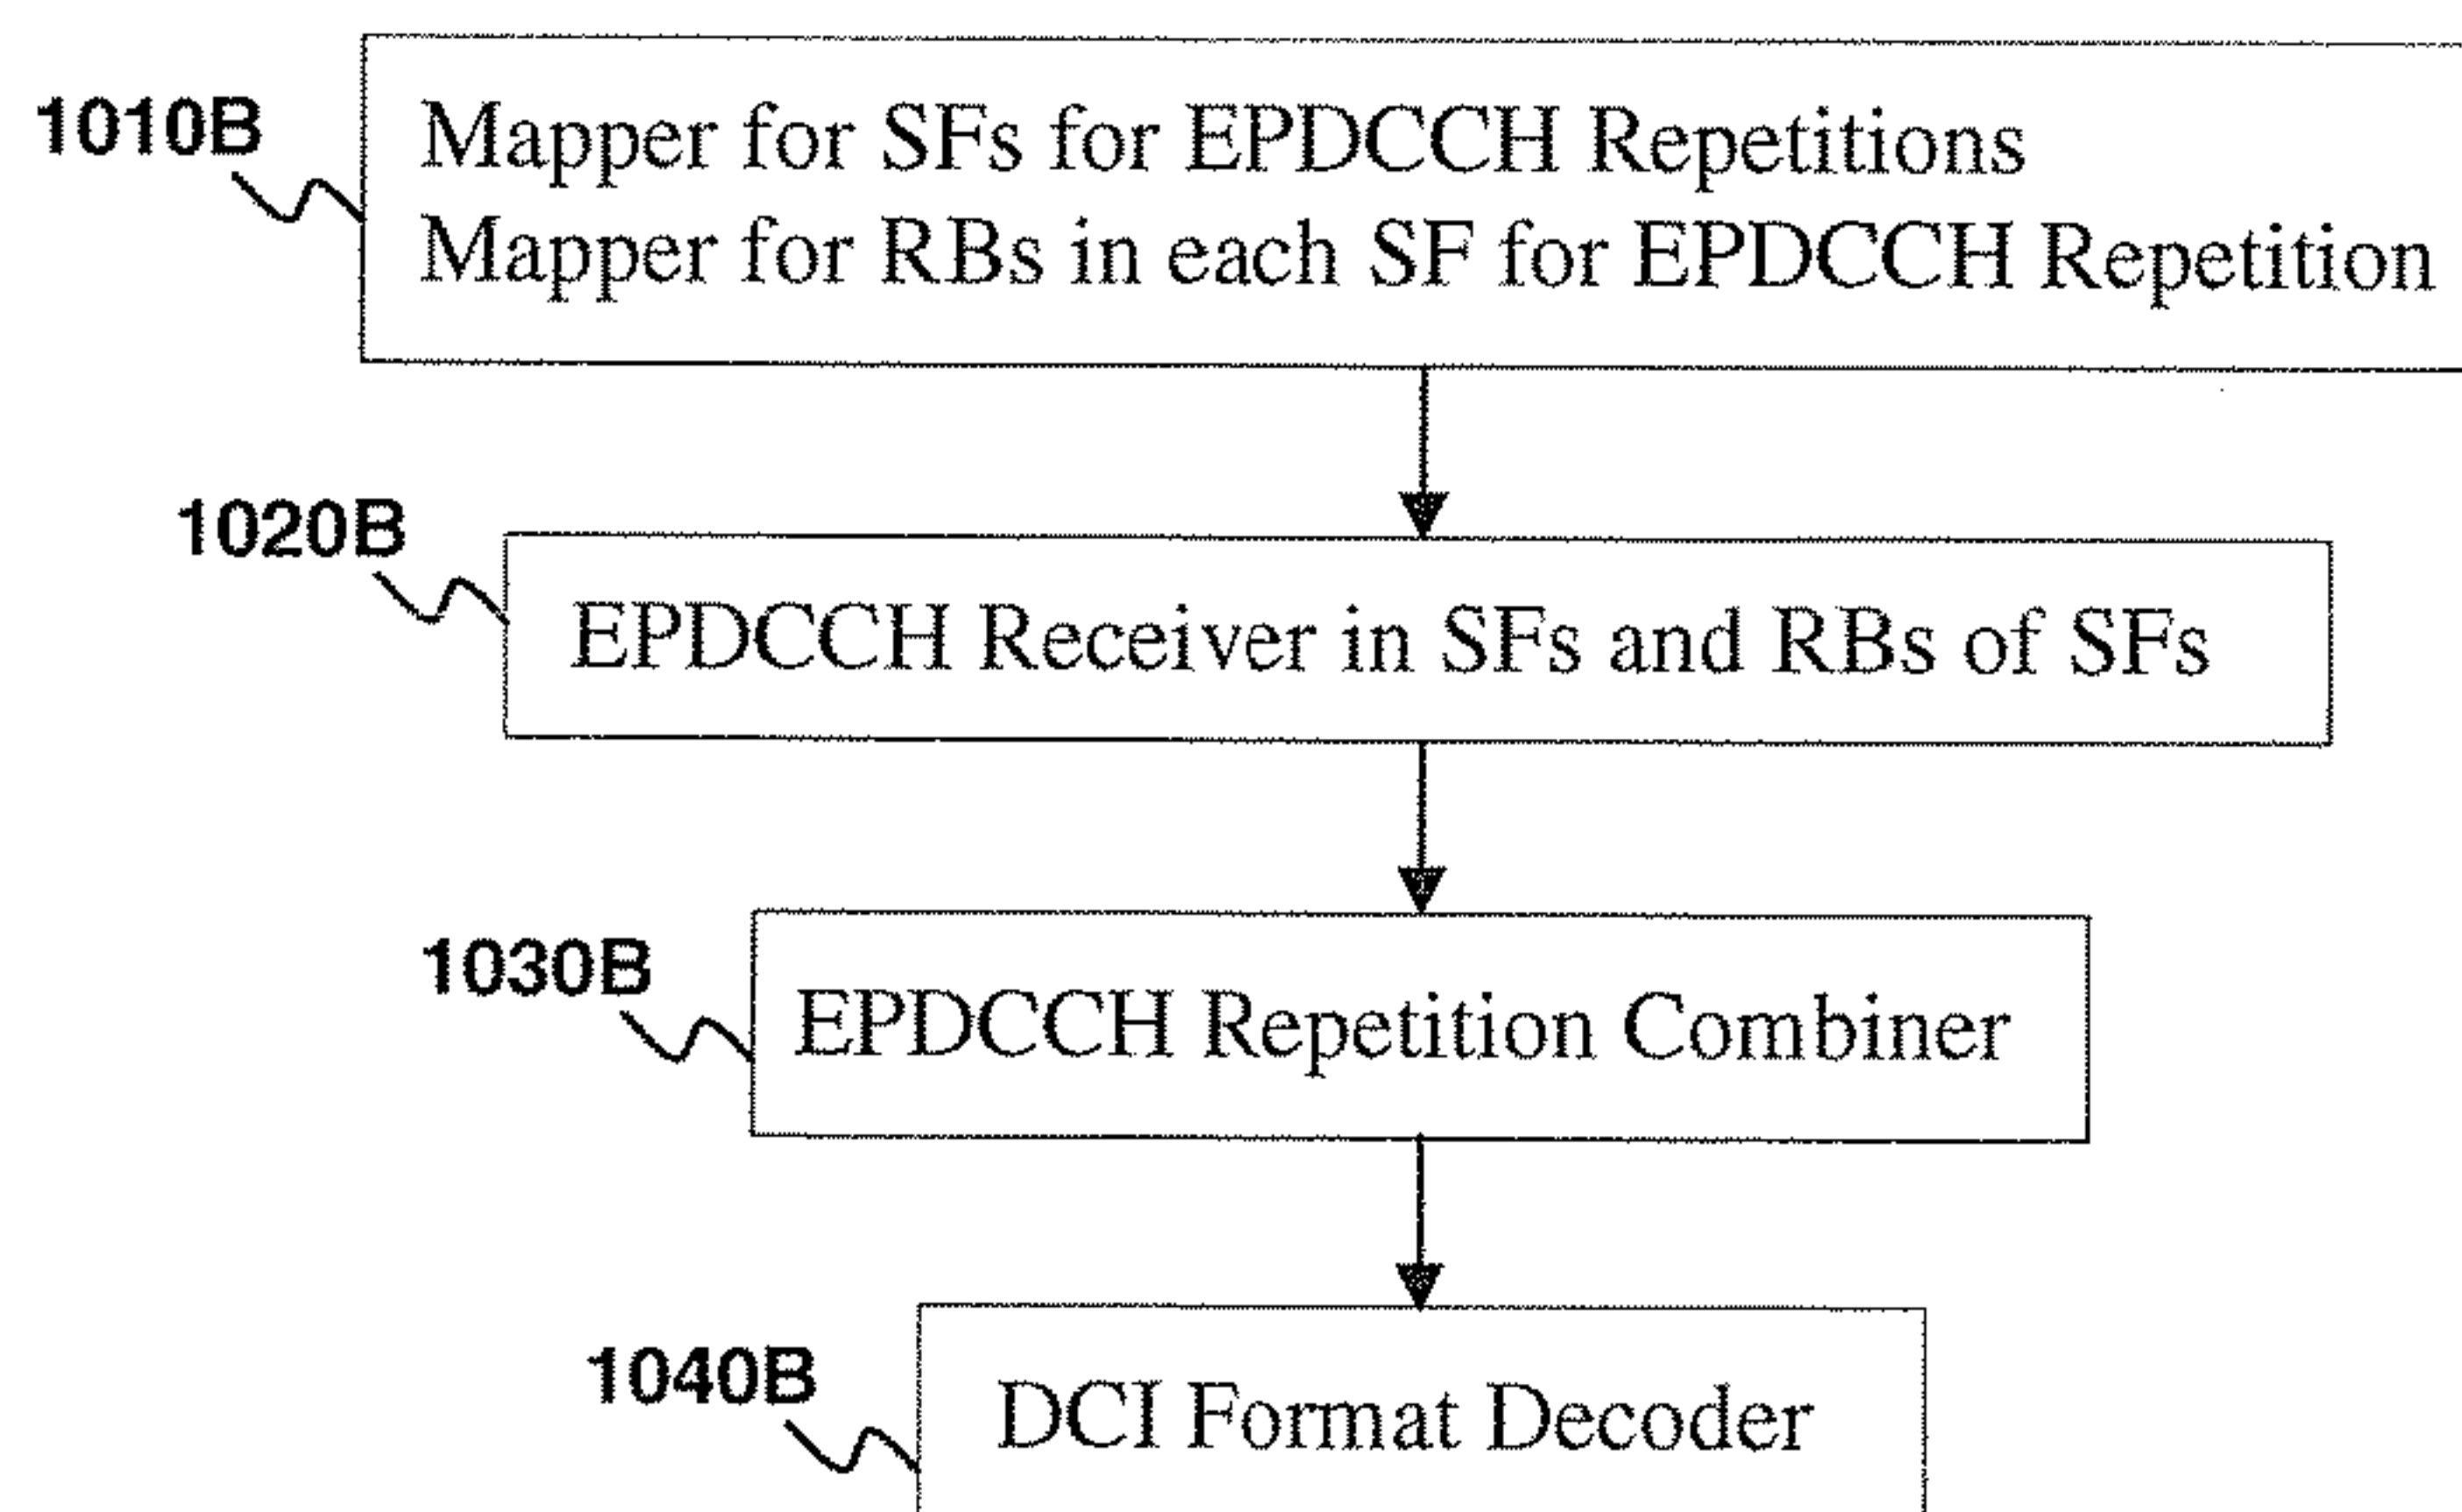 1010B
Mapper for SFs for EPDCCH Repetitions
Mapper for RBs in each SF for EPDCCH Repetition
1020B
EPDCCH Receiver in SFs and RBs of SFs
1030B
EPDCCH Repetition Combiner
1040B
DCI Format Decoder